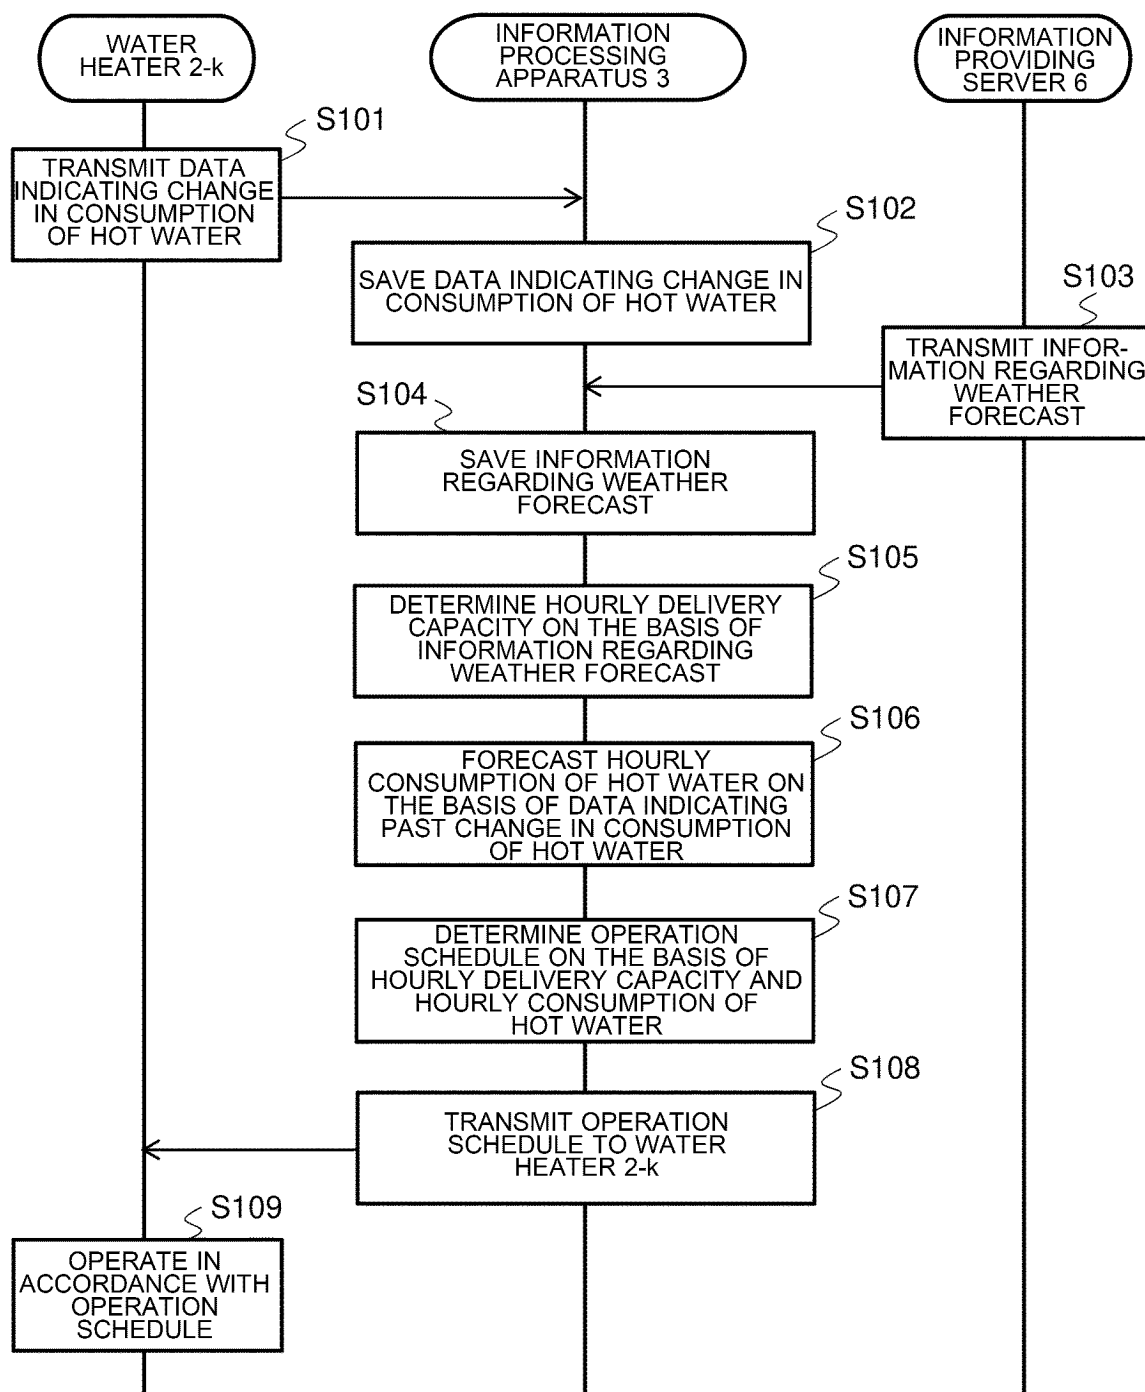 WATER
HEATER 2-k
INFORMATION
PROCESSING
APPARATUS 3
INFORMATION
PROVIDING
SERVER 6
S101
TRANSMIT DATA
INDICATING CHANGE
IN CONSUMPTION
OF HOT WATER
S102
SAVE DATA INDICATING CHANGE IN
CONSUMPTION OF HOT WATER
S103
TRANSMIT INFOR-
MATION REGARDING
WEATHER
FORECAST
S104
SAVE INFORMATION
REGARDING WEATHER
FORECAST
S105
DETERMINE HOURLY DELIVERY
CAPACITY ON THE BASIS OF
INFORMATION REGARDING
WEATHER FORECAST
S106
FORECAST HOURLY
CONSUMPTION OF HOT WATER ON
THE BASIS OF DATA INDICATING
PAST CHANGE IN CONSUMPTION
OF HOT WATER
S107
DETERMINE OPERATION
SCHEDULE ON THE BASIS OF
HOURLY DELIVERY CAPACITY AND
HOURLY CONSUMPTION OF
HOT WATER
S108
TRANSMIT OPERATION
SCHEDULE TO WATER
HEATER 2-k
S109
OPERATE IN
ACCORDANCE WITH
OPERATION
SCHEDULE